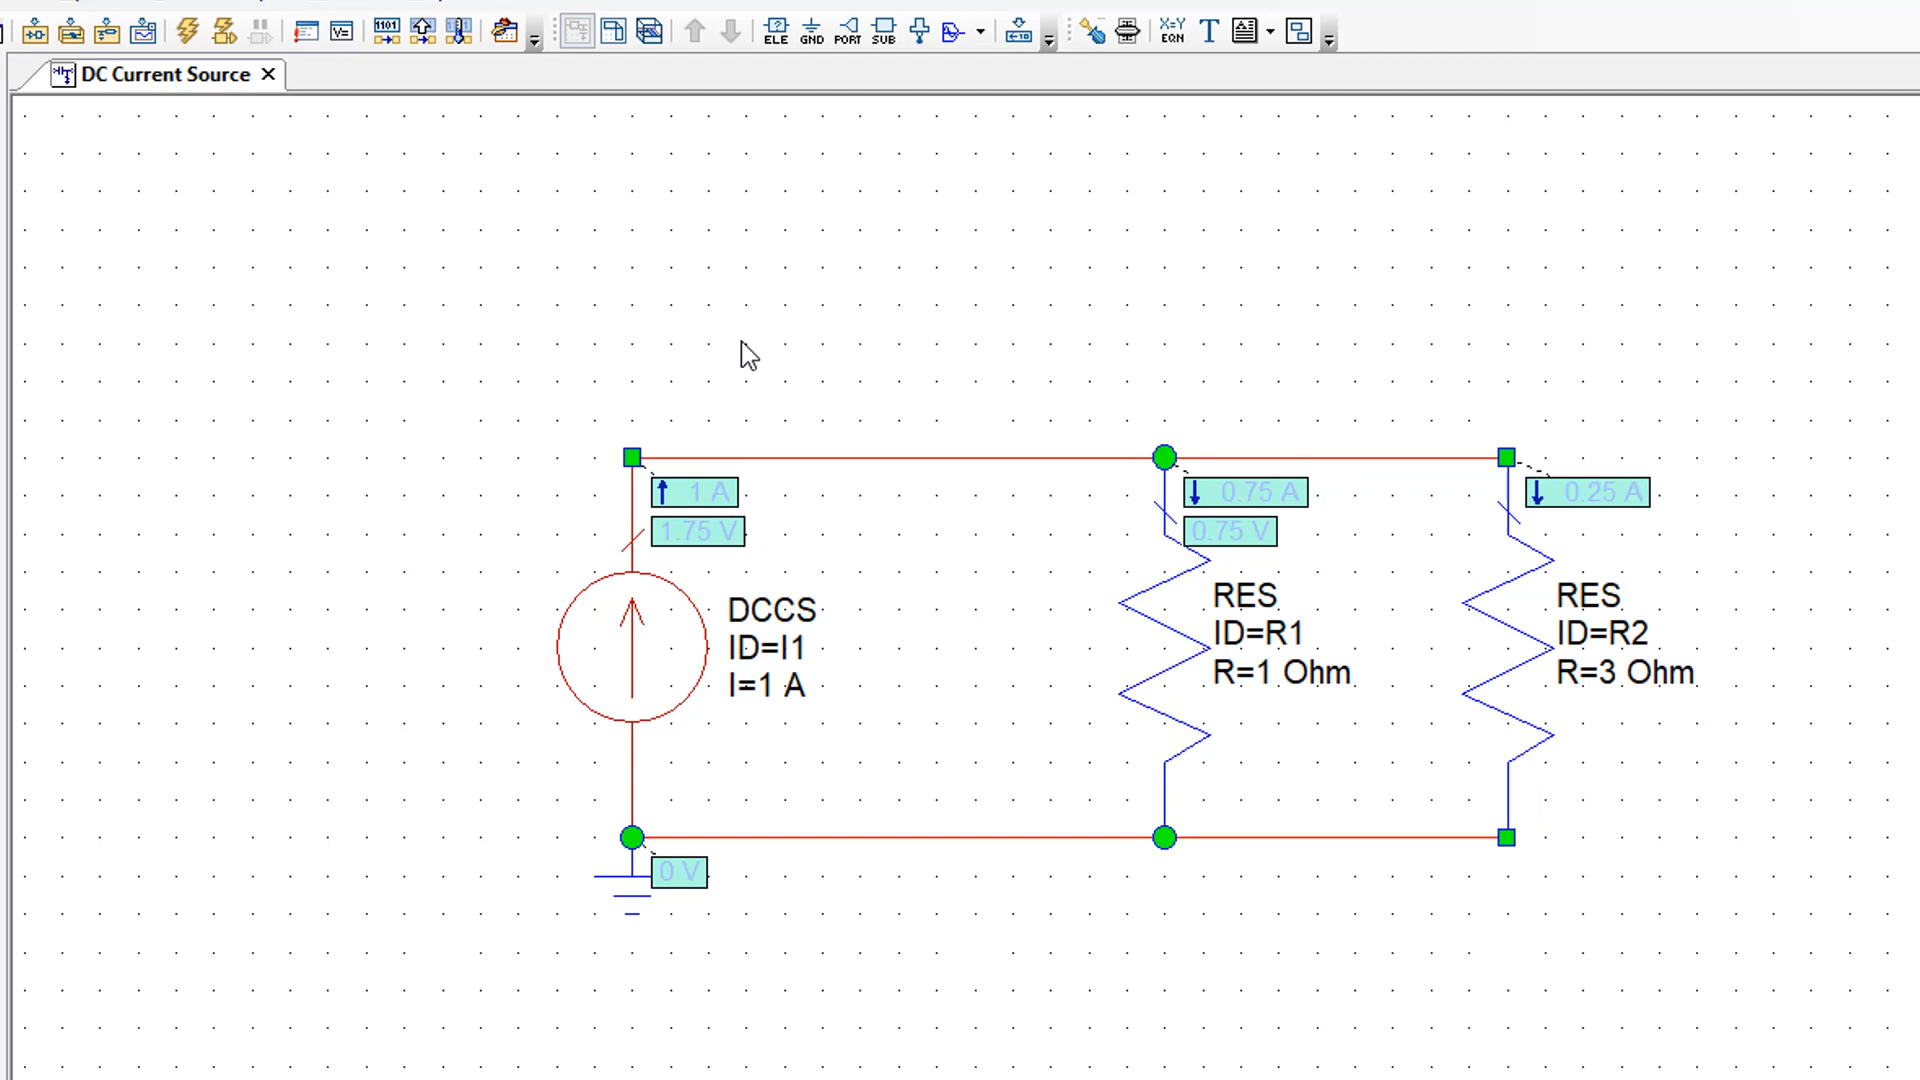 ELE GND PORT SUB X=Y EQN T
DC Current Source
1 A
0.75 A
0.25 A
1.75 V
0.75 V
DCCS
ID=I1
I=1 A
RES
ID=R1
R=1 Ohm
RES
ID=R2
R=3 Ohm
0 V